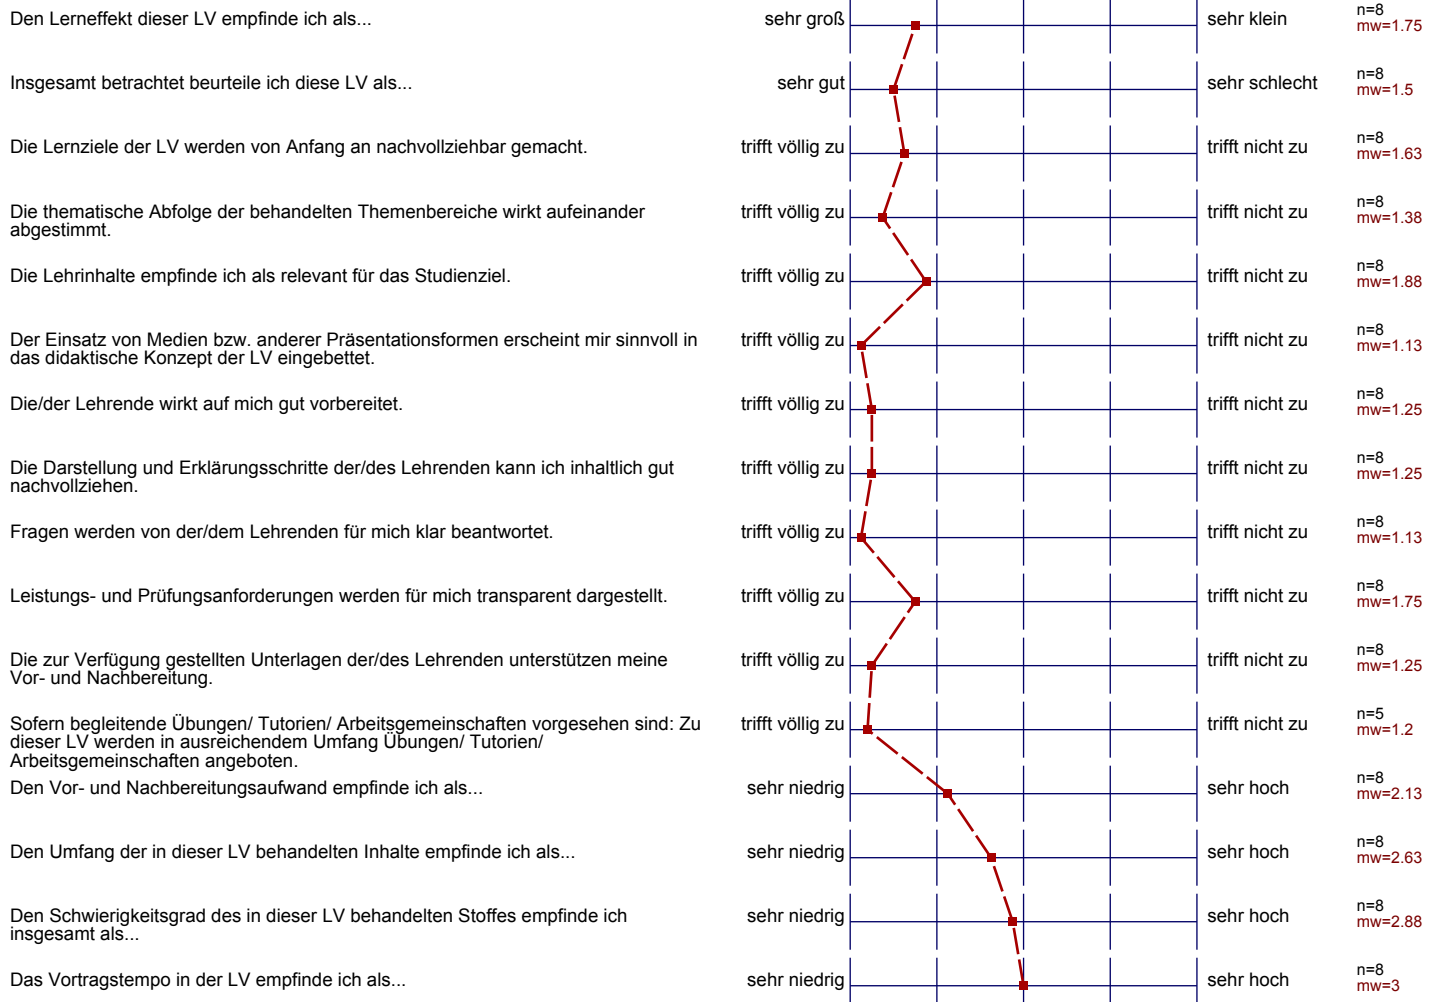 Den Lerneffekt dieser LV empfinde ich als... sehr groß sehr klein n=8
mw=1.75
Insgesamt betrachtet beurteile ich diese LV als... sehr gut sehr schlecht n=8
mw=1.5
Die Lernziele der LV werden von Anfang an nachvollziehbar gemacht. trifft völlig zu trifft nicht zu n=8
mw=1.63
Die thematische Abfolge der behandelten Themenbereiche wirkt aufeinander trifft völlig zu trifft nicht zu n=8
abgestimmt. mw=1.38
Die Lehrinhalte empfinde ich als relevant für das Studienziel. trifft völlig zu trifft nicht zu n=8
mw=1.88
Der Einsatz von Medien bzw. anderer Präsentationsformen erscheint mir sinnvoll in trifft völlig zu trifft nicht zu n=8
das didaktische Konzept der LV eingebettet. mw=1.13
Die/der Lehrende wirkt auf mich gut vorbereitet. trifft völlig zu trifft nicht zu n=8
mw=1.25
Die Darstellung und Erklärungsschritte der/des Lehrenden kann ich inhaltlich gut trifft völlig zu trifft nicht zu n=8
nachvollziehen. mw=1.25
Fragen werden von der/dem Lehrenden für mich klar beantwortet. trifft völlig zu trifft nicht zu n=8
mw=1.13
Leistungs- und Prüfungsanforderungen werden für mich transparent dargestellt. trifft völlig zu trifft nicht zu n=8
mw=1.75
Die zur Verfügung gestellten Unterlagen der/des Lehrenden unterstützen meine trifft völlig zu trifft nicht zu n=8
Vor- und Nachbereitung. mw=1.25
Sofern begleitende Übungen/ Tutorien/ Arbeitsgemeinschaften vorgesehen sind: Zu trifft völlig zu trifft nicht zu n=5
dieser LV werden in ausreichendem Umfang Übungen/ Tutorien/ mw=1.2
Arbeitsgemeinschaften angeboten.
Den Vor- und Nachbereitungsaufwand empfinde ich als... sehr niedrig sehr hoch n=8
mw=2.13
Den Umfang der in dieser LV behandelten Inhalte empfinde ich als... sehr niedrig sehr hoch n=8
mw=2.63
Den Schwierigkeitsgrad des in dieser LV behandelten Stoffes empfinde ich sehr niedrig sehr hoch n=8
insgesamt als... mw=2.88
Das Vortragstempo in der LV empfinde ich als... sehr niedrig sehr hoch n=8
mw=3